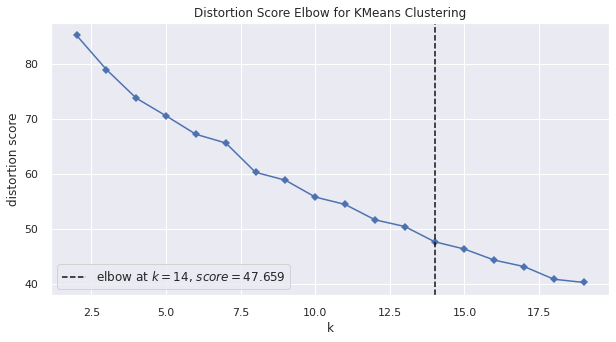 Distortion Score Elbow for KMeans Clustering
distortion score
80
70
60
50
40
elbow at k = 14, score = 47.659
2.5 5.0 7.5 10.0 12.5 15.0 17.5
k